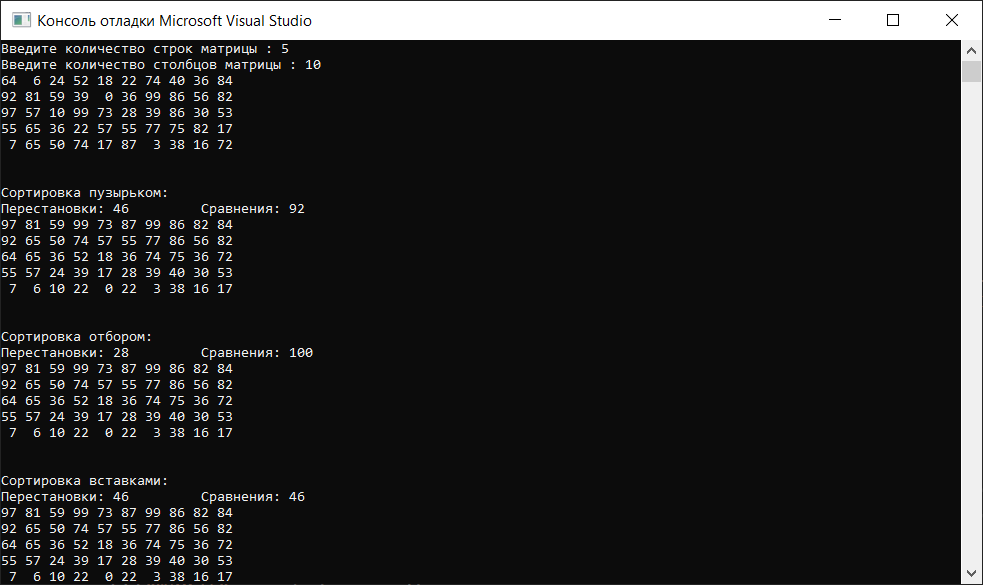 Консоль отладки Microsoft Visual Studio
Введите количество строк матрицы : 5
Введите количество столбцов матрицы : 10
64  6 24 52 18 22 74 40 36 84
92 81 59 39  0 36 99 86 56 82
97 57 10 99 73 28 39 86 30 53
55 65 36 22 57 55 77 75 82 17
 7 65 50 74 17 87  3 38 16 72
Сортировка пузырьком:
Перестановки: 46         Сравнения: 92
97 81 59 99 73 87 99 86 82 84
92 65 50 74 57 55 77 86 56 82
64 65 36 52 18 36 74 75 36 72
55 57 24 39 17 28 39 40 30 53
 7  6 10 22  0 22  3 38 16 17
Сортировка отбором:
Перестановки: 28         Сравнения: 100
97 81 59 99 73 87 99 86 82 84
92 65 50 74 57 55 77 86 56 82
64 65 36 52 18 36 74 75 36 72
55 57 24 39 17 28 39 40 30 53
 7  6 10 22  0 22  3 38 16 17
Сортировка вставками:
Перестановки: 46         Сравнения: 46
97 81 59 99 73 87 99 86 82 84
92 65 50 74 57 55 77 86 56 82
64 65 36 52 18 36 74 75 36 72
55 57 24 39 17 28 39 40 30 53
 7  6 10 22  0 22  3 38 16 17